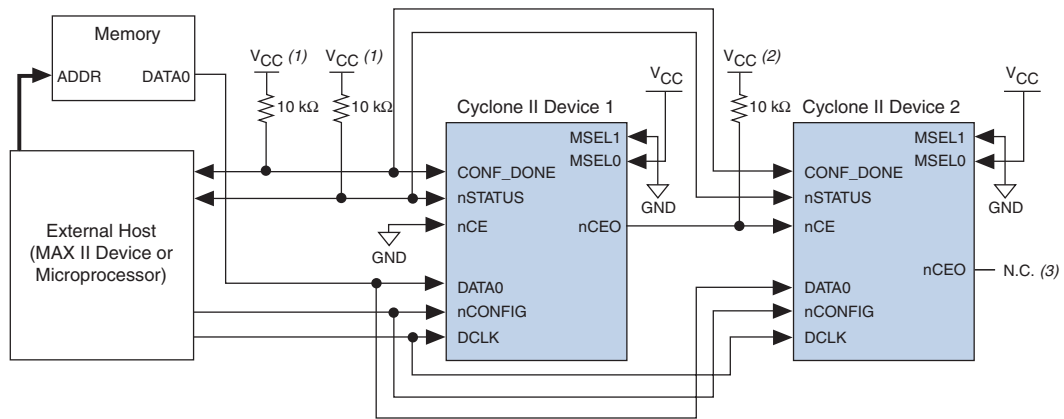 Memory
ADDR DATA0
VCC (1)
10 kΩ
VCC (1)
10 kΩ
External Host
(MAX II Device or
Microprocessor)
Cyclone II Device 1
MSEL1
MSEL0
CONF_DONE
nSTATUS
nCE
nCEO
DATA0
nCONFIG
DCLK
GND
VCC
GND
VCC (2)
10 kΩ
Cyclone II Device 2
MSEL1
MSEL0
CONF_DONE
nSTATUS
nCE
nCEO
DATA0
nCONFIG
DCLK
VCC
GND
N.C. (3)